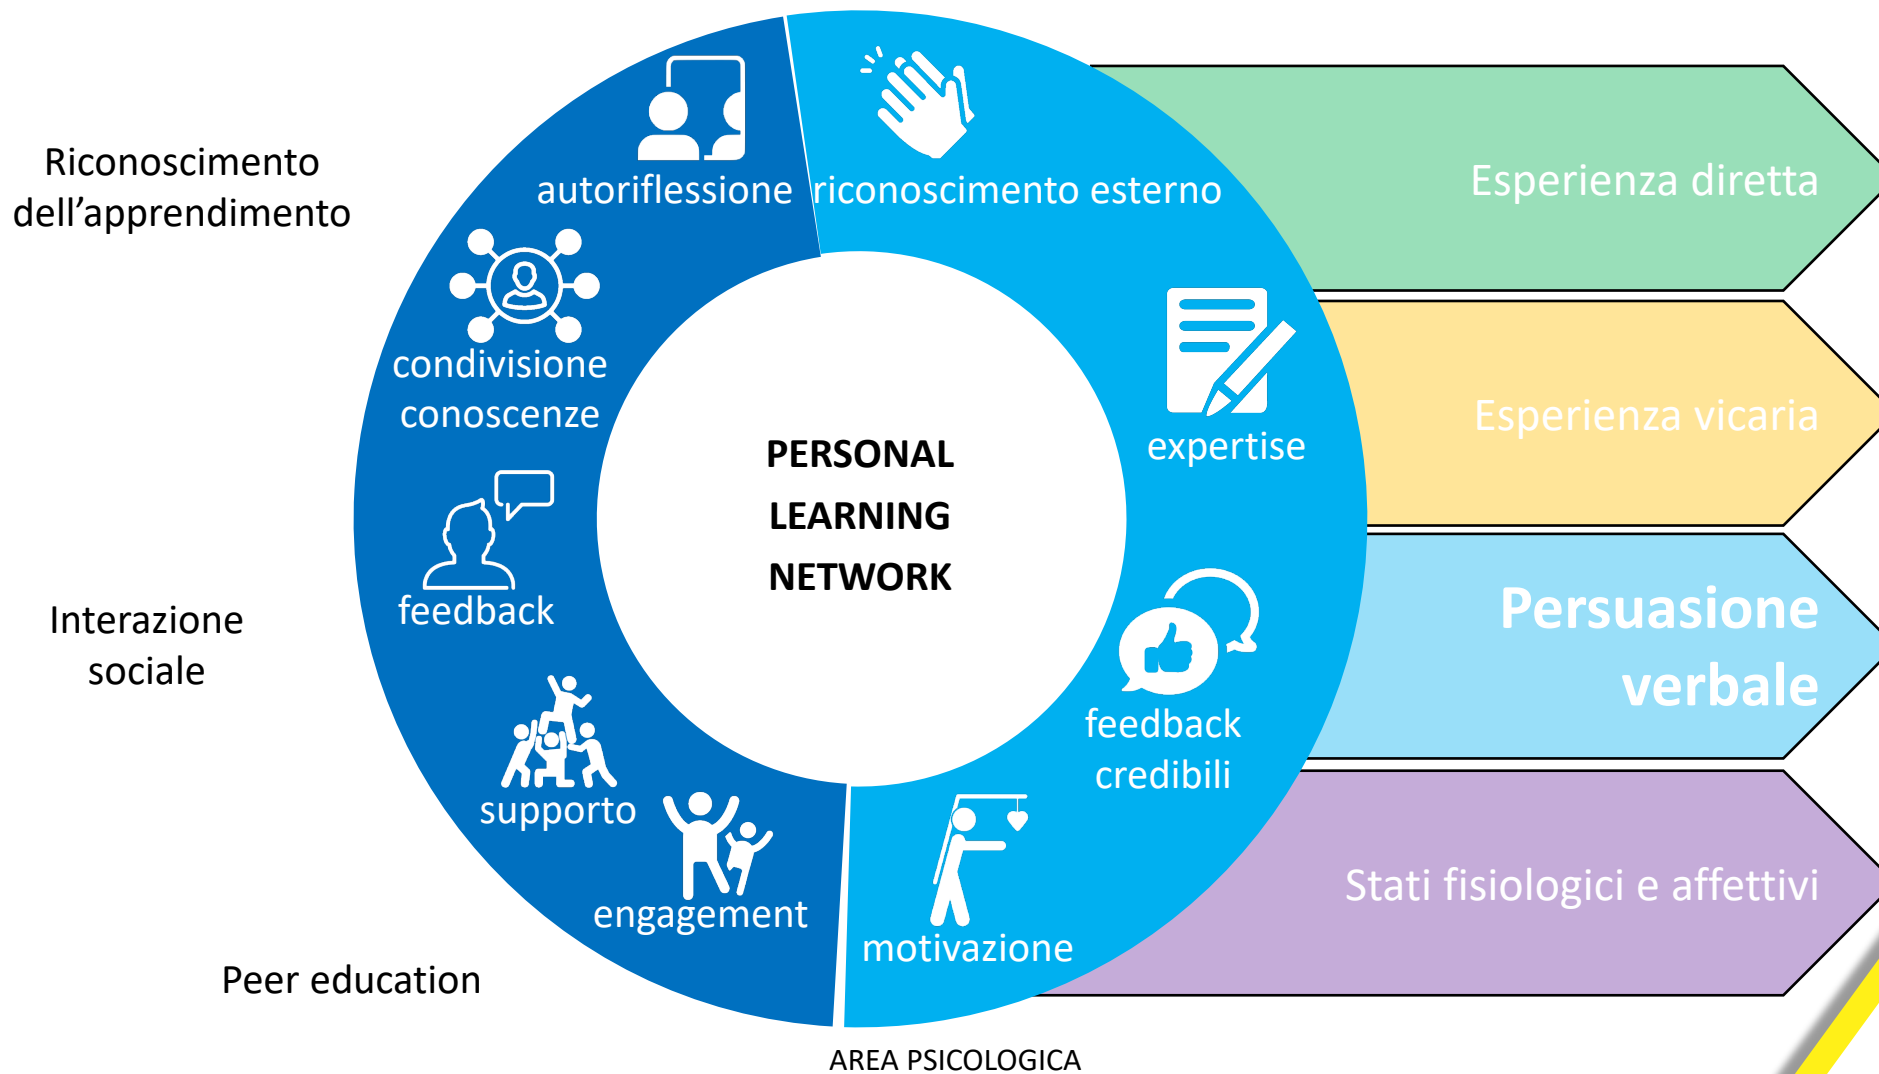 Riconoscimento
dell’apprendimento
Interazione
sociale
Peer education
autoriflessione
condivisione
conoscenze
feedback
supporto
engagement
PERSONAL
LEARNING
NETWORK
riconoscimento esterno
expertise
feedback
credibili
motivazione
AREA PSICOLOGICA
Esperienza diretta
Esperienza vicaria
Persuasione
verbale
Stati fisiologici e affettivi